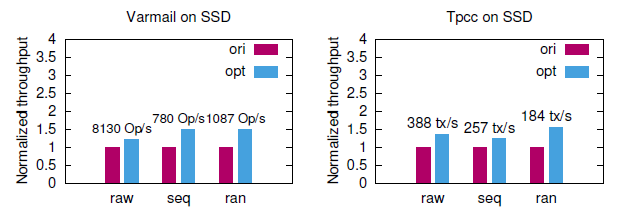 Varmail on SSD
Normalized throughput
4
3.5
3
2.5
2
1.5
1
0.5
0
ori
opt
8130 Op/s
780 Op/s
1087 Op/s
raw seq ran
Tpcc on SSD
Normalized throughput
4
3.5
3
2.5
2
1.5
1
0.5
0
ori
opt
388 tx/s
257 tx/s
184 tx/s
raw seq ran